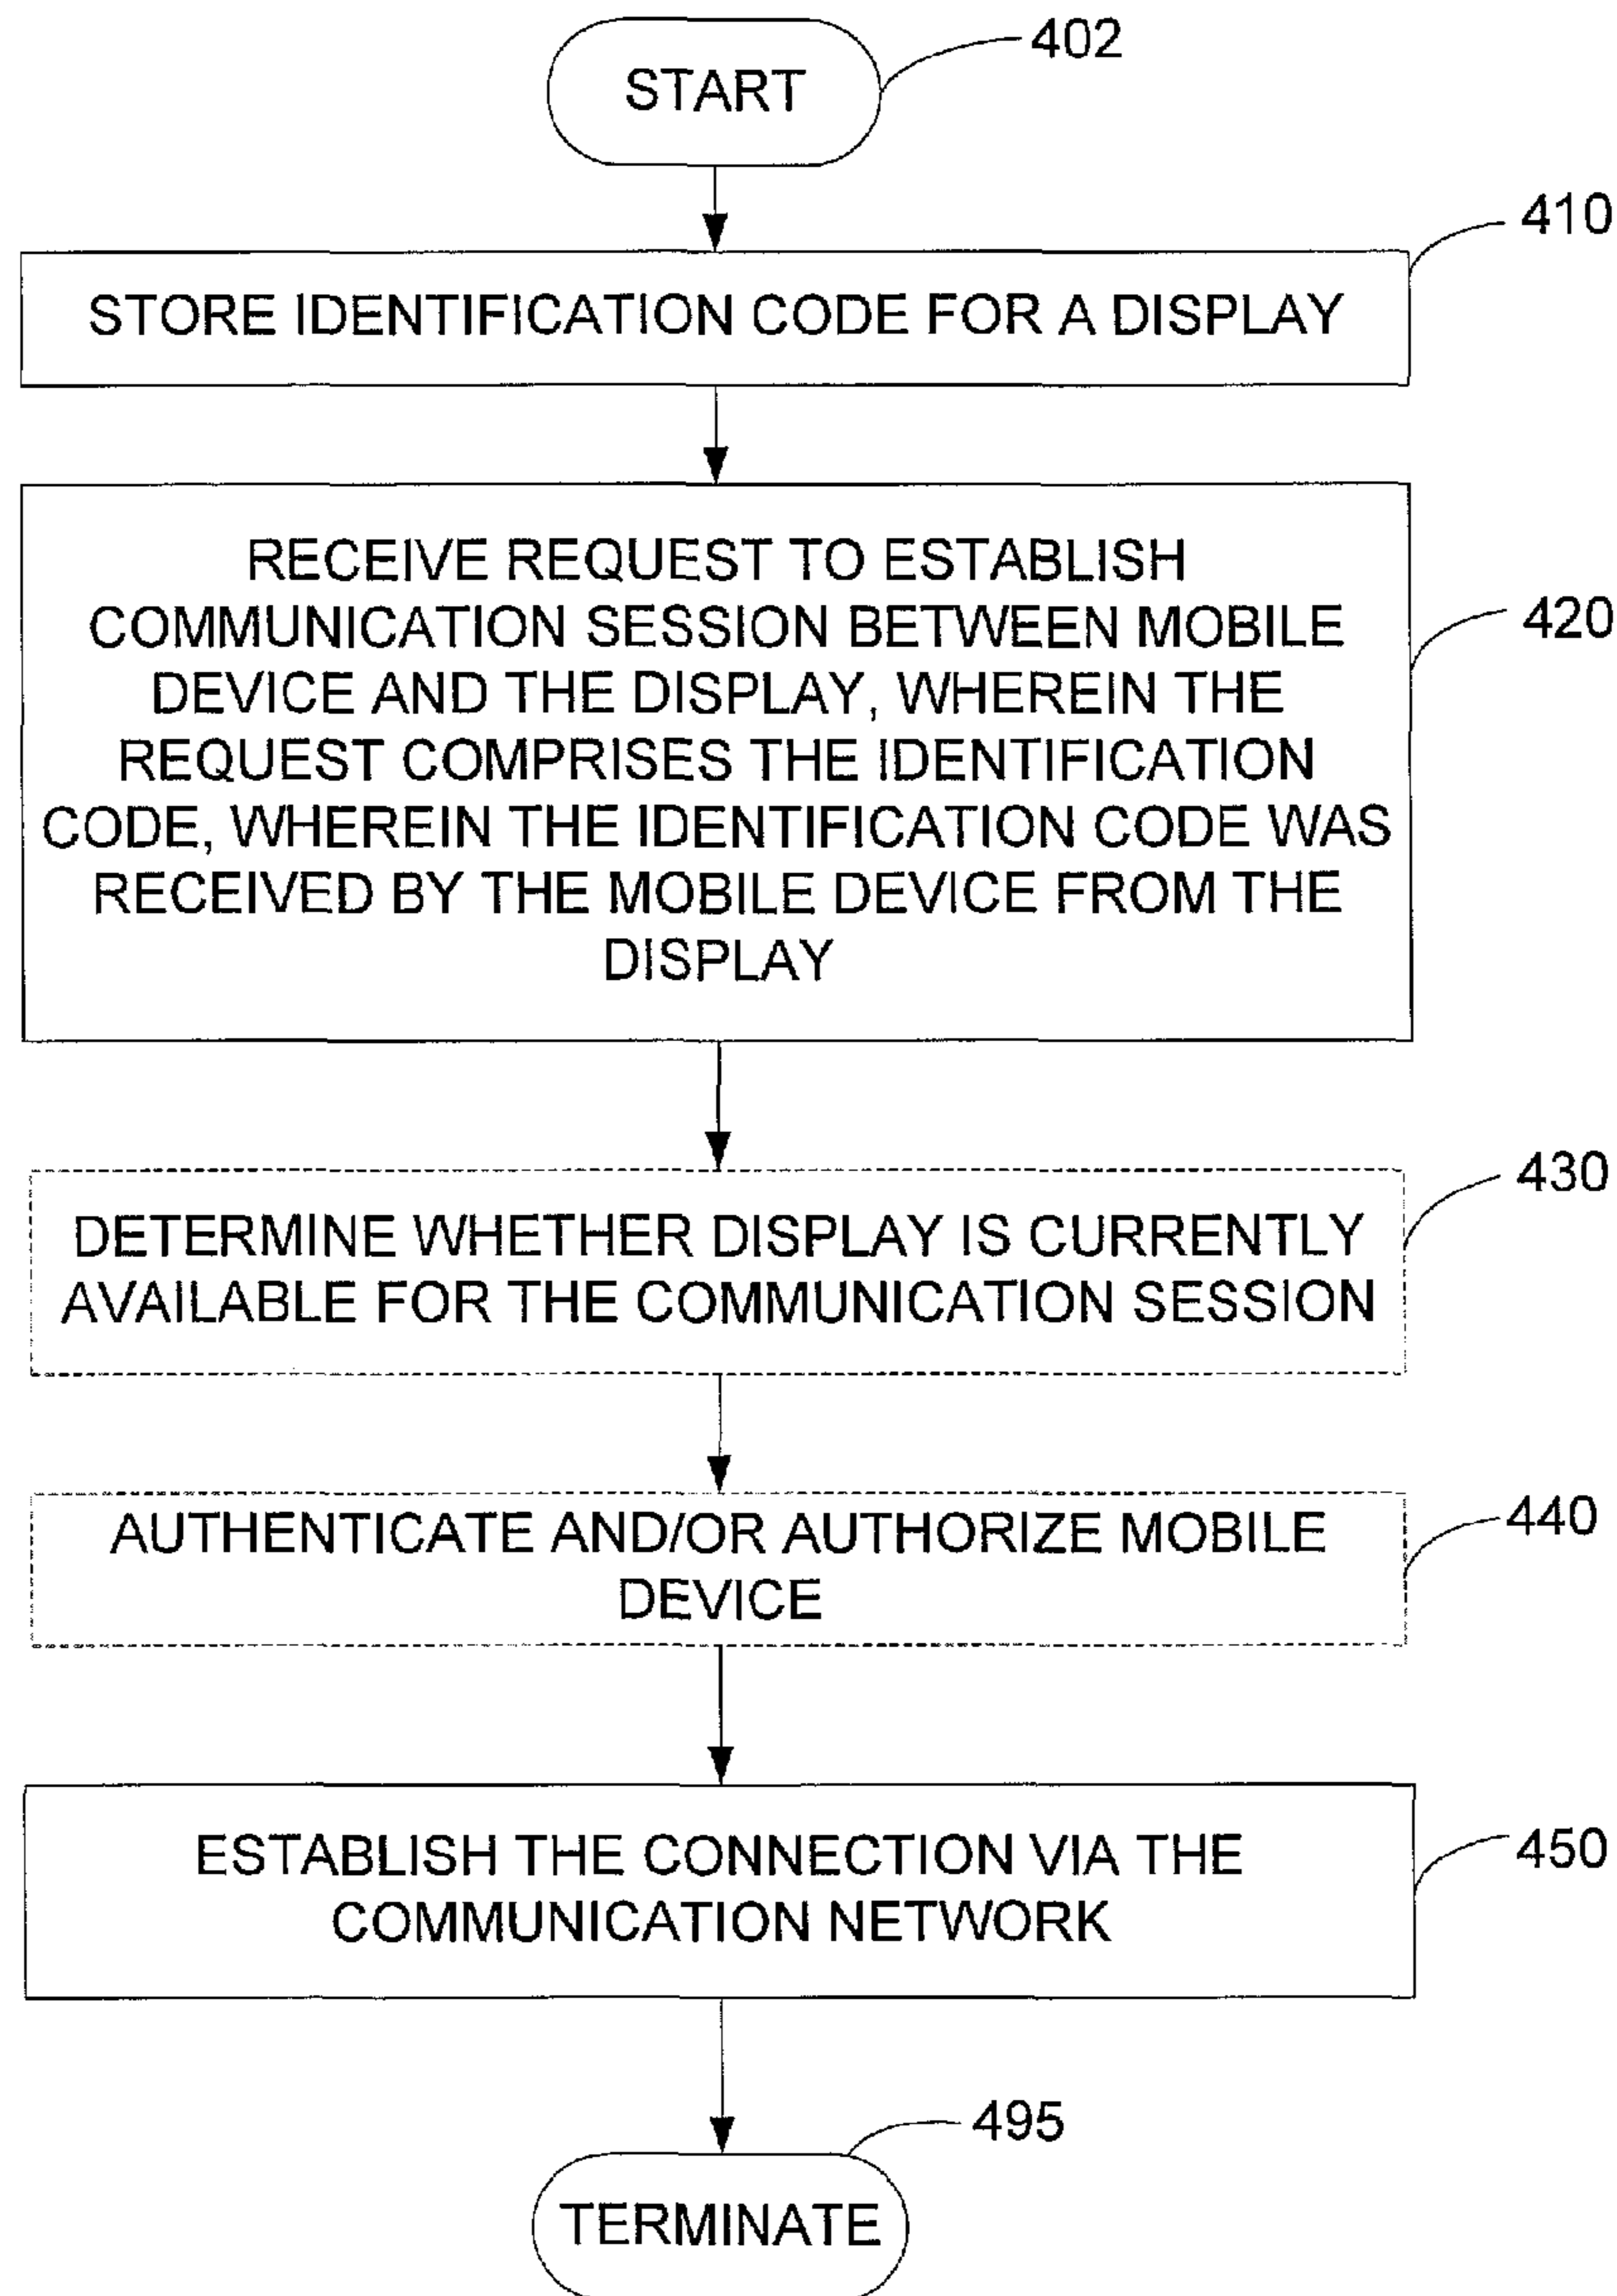 START
402
410
STORE IDENTIFICATION CODE FOR A DISPLAY
RECEIVE REQUEST TO ESTABLISH
COMMUNICATION SESSION BETWEEN MOBILE
DEVICE AND THE DISPLAY, WHEREIN THE
REQUEST COMPRISES THE IDENTIFICATION
CODE, WHEREIN THE IDENTIFICATION CODE WAS
RECEIVED BY THE MOBILE DEVICE FROM THE
DISPLAY
420
430
DETERMINE WHETHER DISPLAY IS CURRENTLY
AVAILABLE FOR THE COMMUNICATION SESSION
440
AUTHENTICATE AND/OR AUTHORIZE MOBILE
DEVICE
450
ESTABLISH THE CONNECTION VIA THE
COMMUNICATION NETWORK
495
TERMINATE